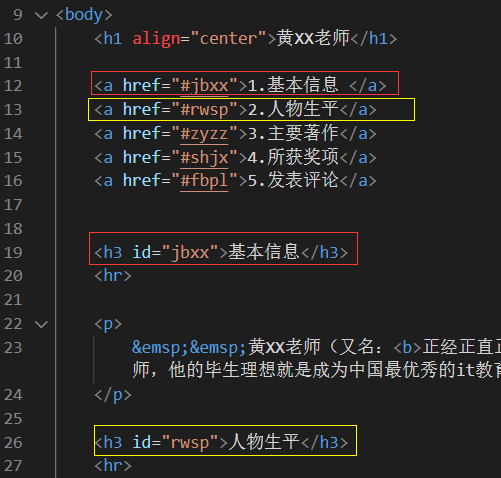 9 <body>
10 <h1 align="center">黄XX老师</h1>
11
12 <a href="#jbxx">1.基本信息 </a>
13 <a href="#rwsp">2.人物生平</a>
14 <a href="#zyzz">3.主要著作</a>
15 <a href="#shjx">4.所获奖项</a>
16 <a href="#fbpl">5.发表评论</a>
17
18
19 <h3 id="jbxx">基本信息</h3>
20 <hr>
21
22 <p>
23 &emsp;&emsp;黄XX老师（又名：<b>正经正直正
师，他的毕生理想就是成为中国最优秀的it教育
24 </p>
25
26 <h3 id="rwsp">人物生平</h3>
27 <hr>